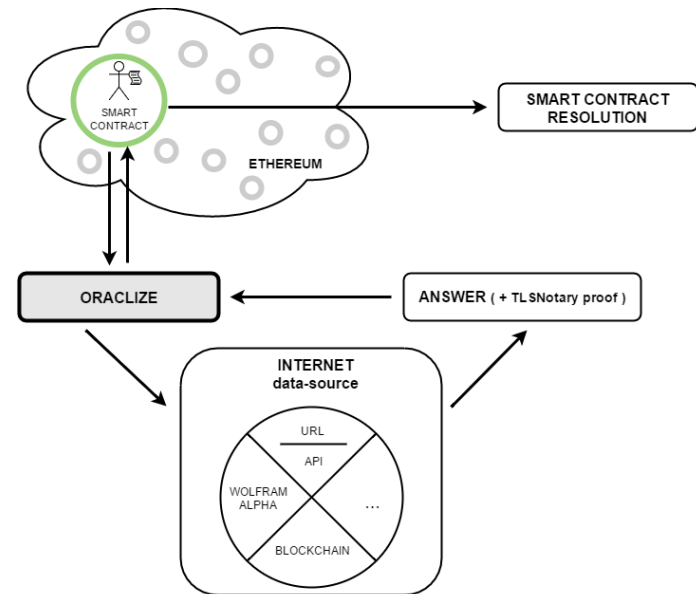 SMART
CONTRACT
ETHEREUM
SMART CONTRACT
RESOLUTION
ORACLIZE
ANSWER ( + TLSNotary proof )
INTERNET
data-source
URL
API
WOLFRAM
ALPHA
...
BLOCKCHAIN